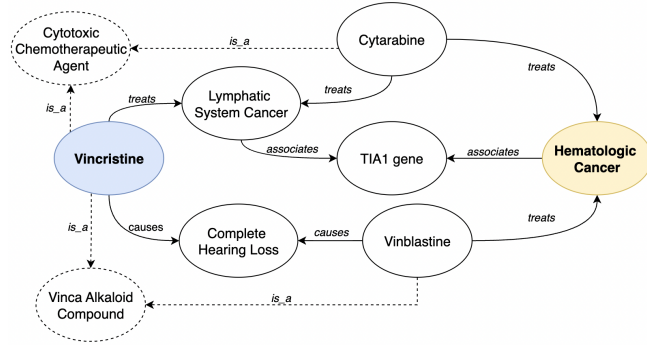 Cytotoxic
Chemotherapeutic
Agent
is_a
Cytarabine
treats
treats
is_a
treats
Lymphatic
System Cancer
Vincristine
associates
TIA1 gene
associates
Hematologic
Cancer
is_a
causes
Complete
Hearing Loss
causes
Vinblastine
treats
Vinca Alkaloid
Compound
is_a